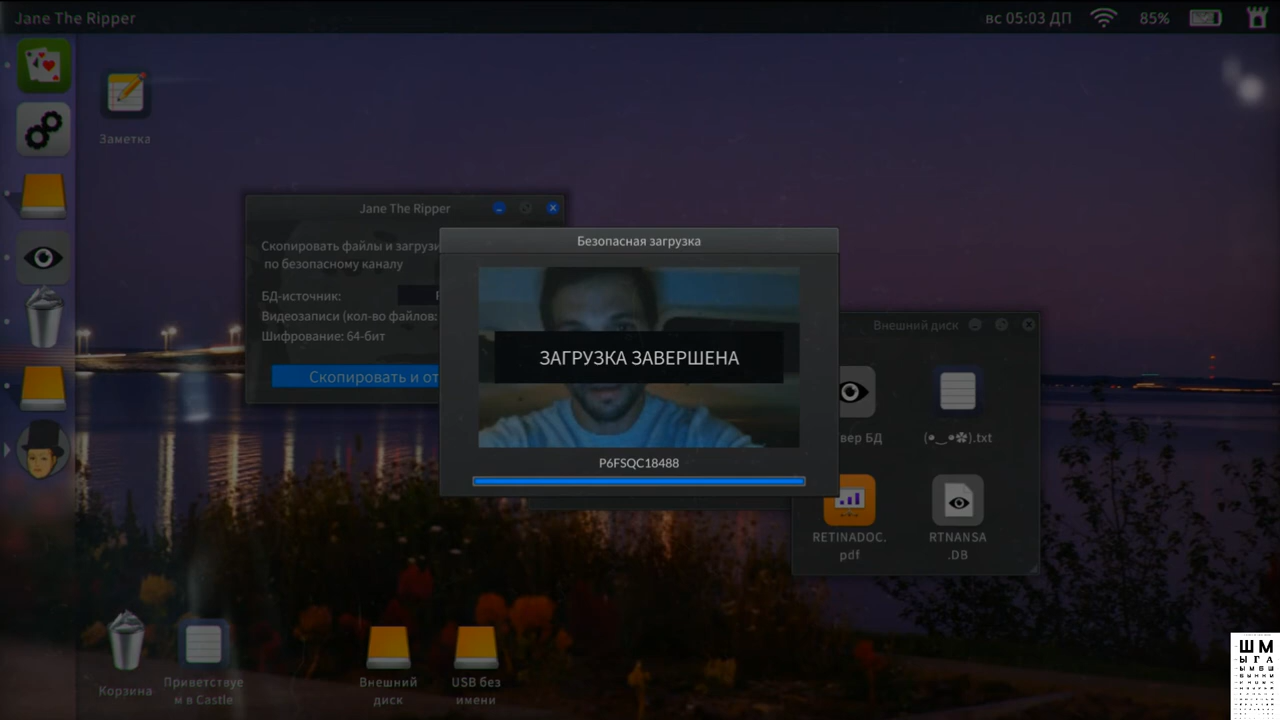 Jane The Ripper
вс 05:03 ДП
85%
Заметка
Jane The Ripper
Скопировать файлы и загрузи
по безопасному каналу
БД-источник:
Видеозаписи (кол-во файлов:
Шифрование: 64-бит
Скопировать и от
Безопасная загрузка
ЗАГРУЗКА ЗАВЕРШЕНА
P6FSQC18488
Внешний диск
вер БД
(•‿•✿).txt
RETINADOC.
pdf
RTNANSA
.DB
Корзина
Приветствуе
м в Castle
Внешний
диск
USB без
имени
Ш М
Ы Г А
Ы М Б Ш